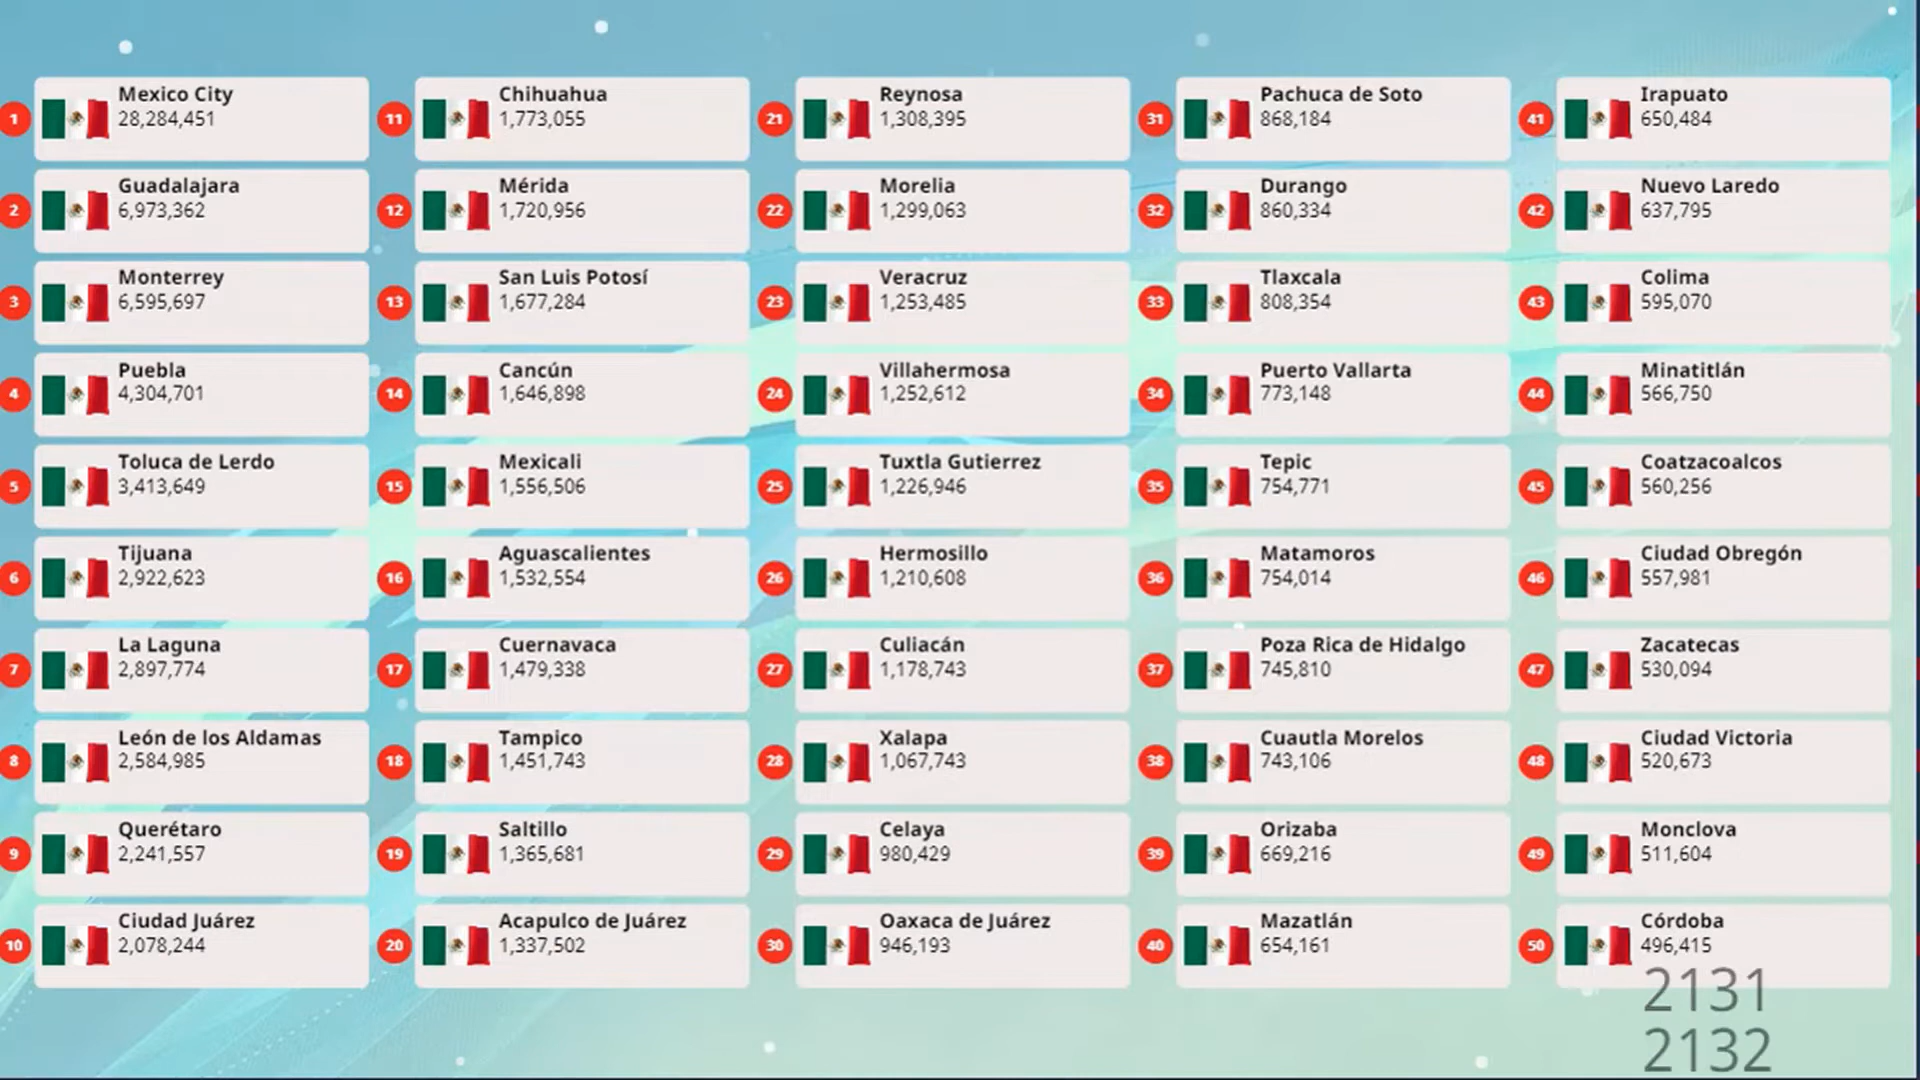 1
Mexico City
28,284,451
2
Guadalajara
6,973,362
3
Monterrey
6,595,697
4
Puebla
4,304,701
5
Toluca de Lerdo
3,413,649
6
Tijuana
2,922,623
7
La Laguna
2,897,774
8
León de los Aldamas
2,584,985
9
Querétaro
2,241,557
10
Ciudad Juárez
2,078,244
11
Chihuahua
1,773,055
12
Mérida
1,720,956
13
San Luis Potosí
1,677,284
14
Cancún
1,646,898
15
Mexicali
1,556,506
16
Aguascalientes
1,532,554
17
Cuernavaca
1,479,338
18
Tampico
1,451,743
19
Saltillo
1,365,681
20
Acapulco de Juárez
1,337,502
21
Reynosa
1,308,395
22
Morelia
1,299,063
23
Veracruz
1,253,485
24
Villahermosa
1,252,612
25
Tuxtla Gutierrez
1,226,946
26
Hermosillo
1,210,608
27
Culiacán
1,178,743
28
Xalapa
1,067,743
29
Celaya
980,429
30
Oaxaca de Juárez
946,193
31
Pachuca de Soto
868,184
32
Durango
860,334
33
Tlaxcala
808,354
34
Puerto Vallarta
773,148
35
Tepic
754,771
36
Matamoros
754,014
37
Poza Rica de Hidalgo
745,810
38
Cuautla Morelos
743,106
39
Orizaba
669,216
40
Mazatlán
654,161
41
Irapuato
650,484
42
Nuevo Laredo
637,795
43
Colima
595,070
44
Minatitlán
566,750
45
Coatzacoalcos
560,256
46
Ciudad Obregón
557,981
47
Zacatecas
530,094
48
Ciudad Victoria
520,673
49
Monclova
511,604
50
Córdoba
496,415
2131
2132